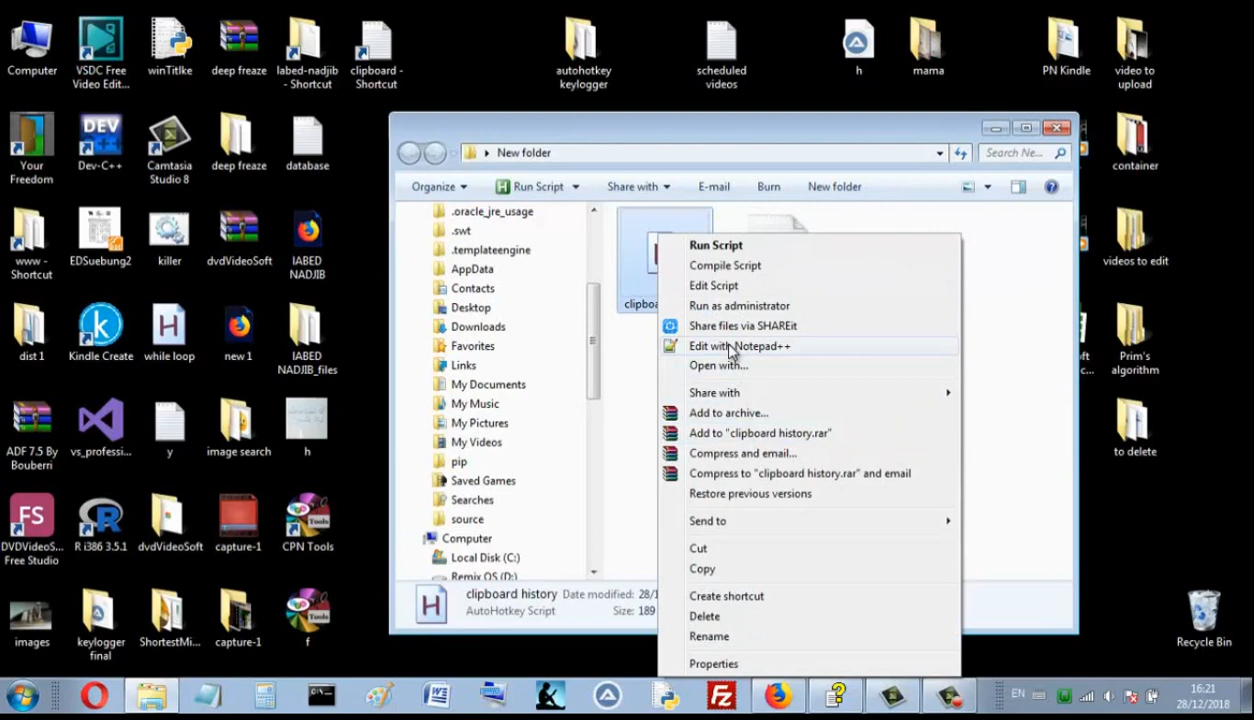 Computer
VSDC Free
Video Edit...
winTitlke
deep freaze
labed-nadjib
- Shortcut
clipboard -
Shortcut
autohotkey
keylogger
scheduled
videos
h
mama
PN Kindle
video to
upload
Your
Freedom
Dev-C++
Camtasia
Studio 8
deep freaze
database
container
www -
Shortcut
EDSuebung2
killer
dvdVideoSoft
lABED
NADJIB
videos to edit
dist 1
Kindle Create
while loop
new 1
lABED
NADJIB_files
Prim's
algorithm
ADF 7.5 By
Bouberri
vs_professi...
y
image search
h
to delete
DVDVideoS...
Free Studio
R i386 3.5.1
dvdVideoSoft
capture-1
CPN Tools
images
keylogger
final
ShortestMi...
capture-1
f
Recycle Bin
New folder
Search Ne...
Organize
Run Script
Share with
E-mail
Burn
New folder
.oracle_jre_usage
.swt
.templateengine
AppData
Contacts
Desktop
Downloads
Favorites
Links
My Documents
My Music
My Pictures
My Videos
pip
Saved Games
Searches
source
Computer
Local Disk (C:)
Remix OS (D:)
clipboa
clipboard history Date modified: 28/1
AutoHotkey Script Size: 189
Run Script
Compile Script
Edit Script
Run as administrator
Share files via SHAREit
Edit with Notepad++
Open with...
Share with
Add to archive...
Add to "clipboard history.rar"
Compress and email...
Compress to "clipboard history.rar" and email
Restore previous versions
Send to
Cut
Copy
Create shortcut
Delete
Rename
Properties
EN
16:21
28/12/2018